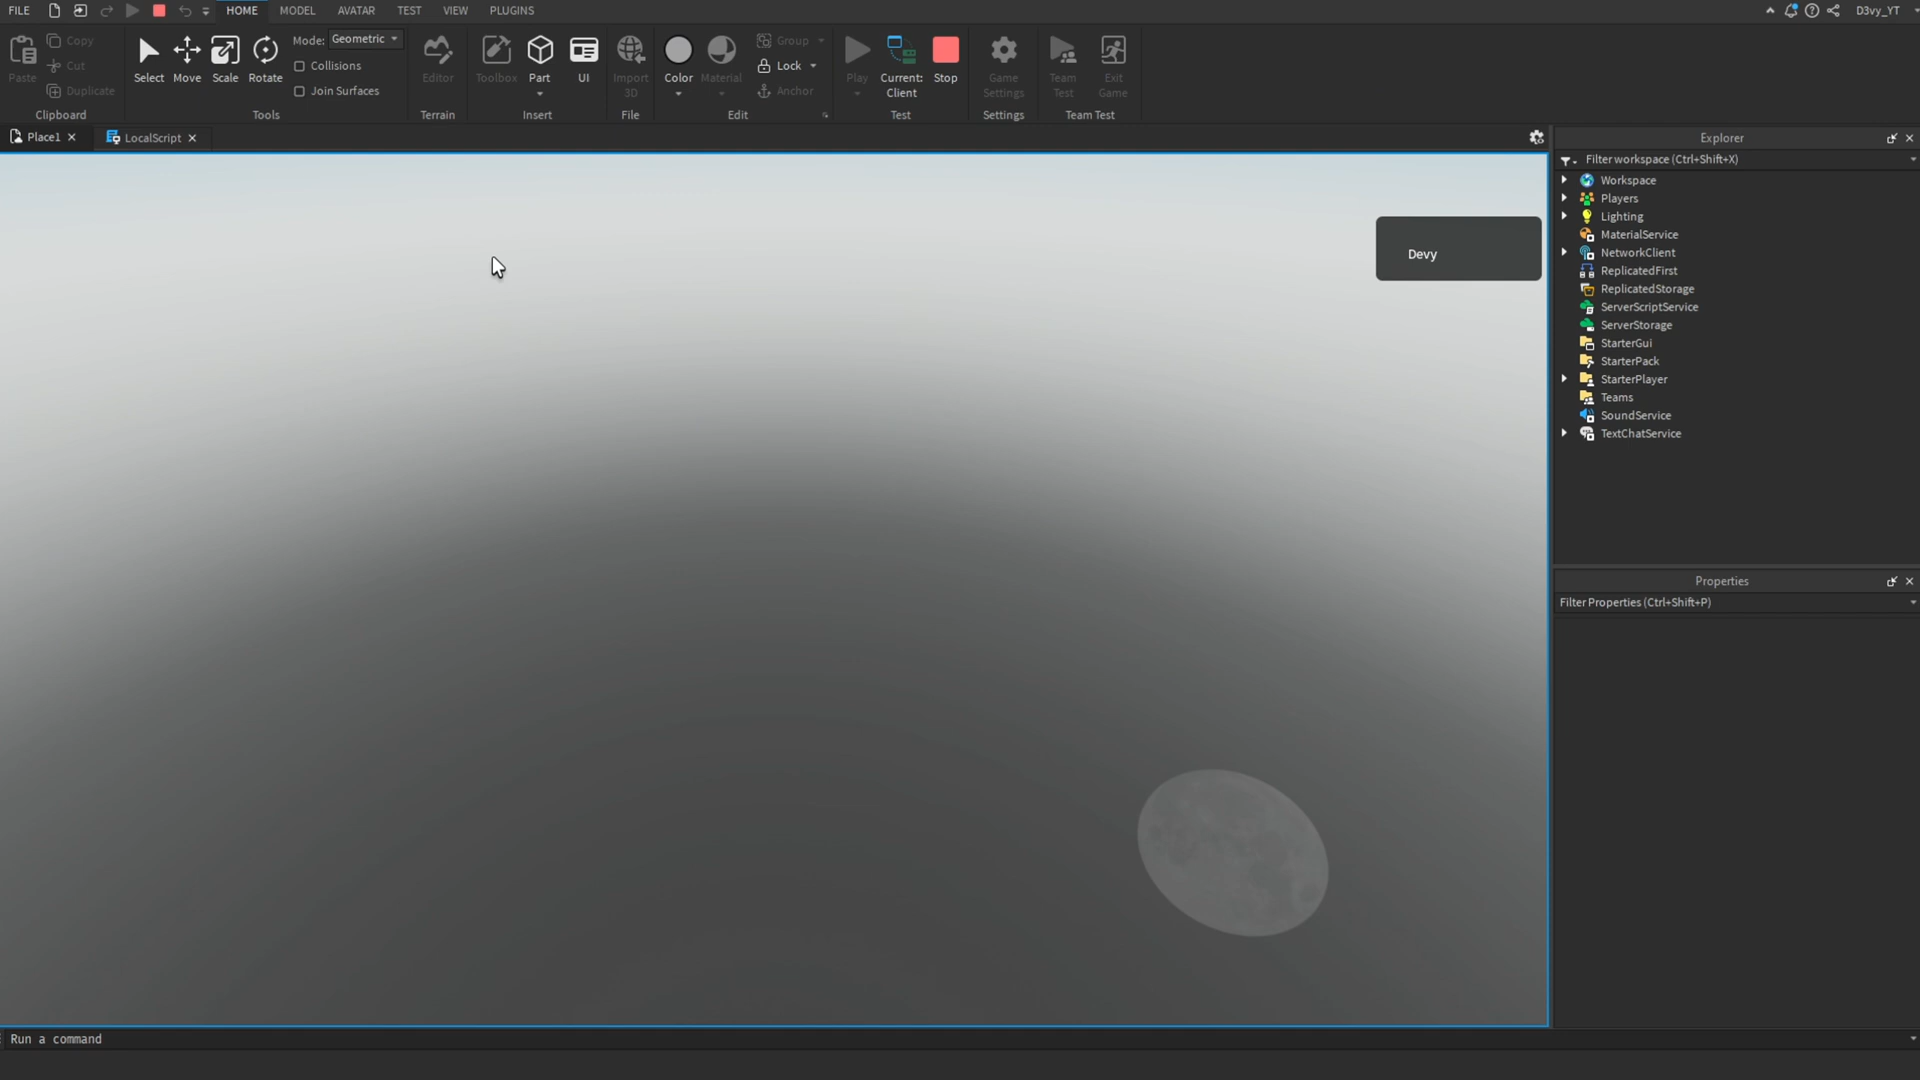 FILE HOME MODEL AVATAR TEST VIEW PLUGINS D3vy_YT
Paste Copy Cut Duplicate
Clipboard
Select Move Scale Rotate
Mode: Geometric
Collisions
Join Surfaces
Tools
Editor
Terrain
Toolbox Part UI
Insert
Import 3D
File
Color Material
Group
Lock
Anchor
Edit
Play Current: Client Stop
Test
Game Settings
Settings
Team Test Exit Game
Team Test
Place1 LocalScript
Devy
Explorer
Filter workspace (Ctrl+Shift+X)
Workspace
Players
Lighting
MaterialService
NetworkClient
ReplicatedFirst
ReplicatedStorage
ServerScriptService
ServerStorage
StarterGui
StarterPack
StarterPlayer
Teams
SoundService
TextChatService
Properties
Filter Properties (Ctrl+Shift+P)
Run a command